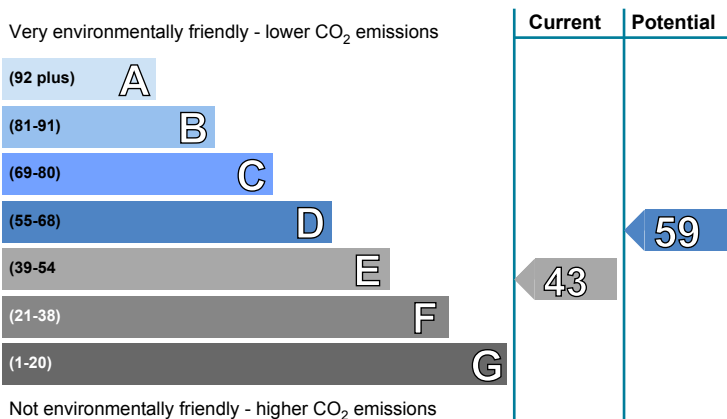 Very environmentally friendly - lower CO2 emissions
Current
Potential
(92 plus) A
(81-91) B
(69-80) C
(55-68) D
59
(39-54 E
43
(21-38) F
(1-20) G
Not environmentally friendly - higher CO2 emissions